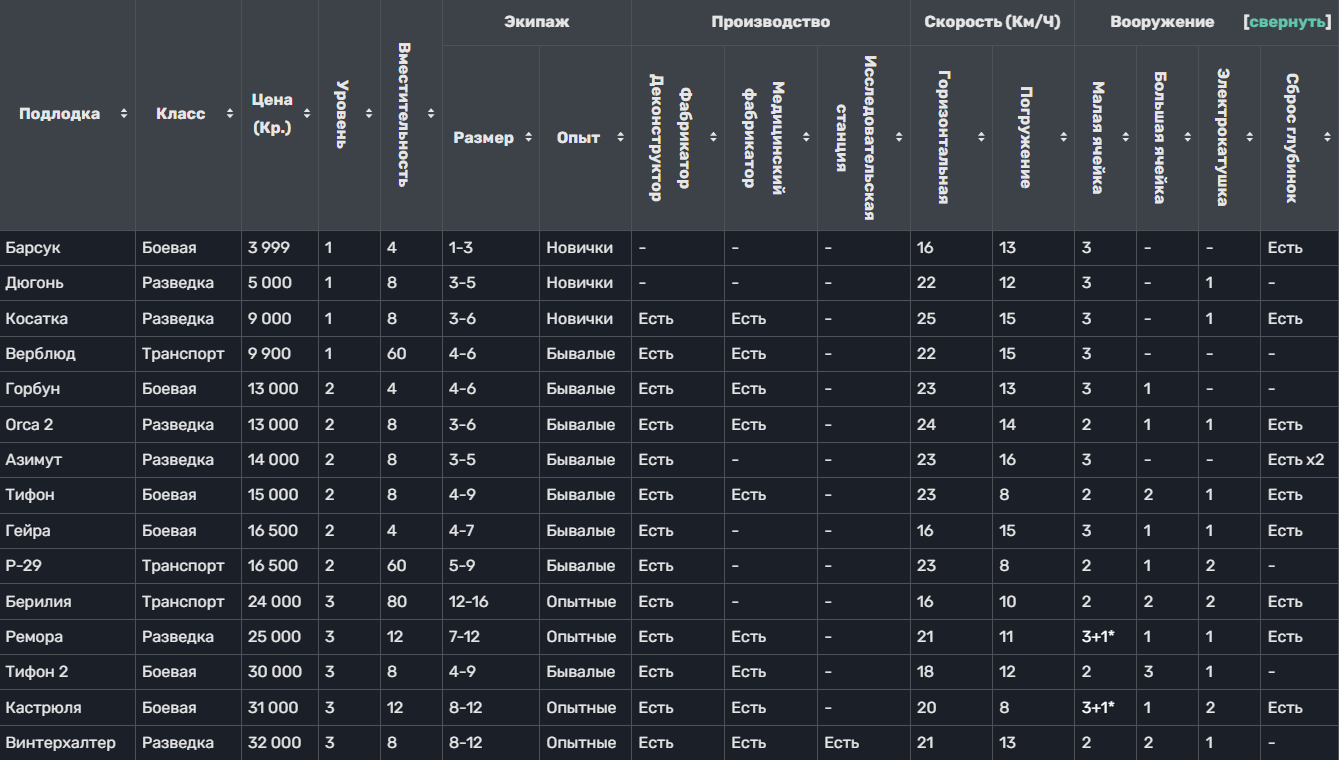 Экипаж Производство Скорость (Км/Ч) Вооружение [свернуть]
Подлодка Класс Цена (Кр.) Уровень Вместительность Размер Опыт Деконструктор Фабрикатор Медицинский фабрикатор Исследовательская станция Горизонтальная Погружение Малая ячейка Большая ячейка Электрокатушка Сброс глубинок
Барсук Боевая 3 999 1 4 1-3 Новички - - - 16 13 3 - - Есть
Дюгонь Разведка 5 000 1 8 3-5 Новички - - - 22 12 3 - 1 -
Косатка Разведка 9 000 1 8 3-6 Новички Есть Есть - 25 15 3 - 1 Есть
Верблюд Транспорт 9 900 1 60 4-6 Бывалые Есть Есть - 22 15 3 - - -
Горбун Боевая 13 000 2 4 4-6 Бывалые Есть Есть - 23 13 3 1 - -
Orca 2 Разведка 13 000 2 8 3-6 Бывалые Есть Есть - 24 14 2 1 1 Есть
Азимут Разведка 14 000 2 8 3-5 Бывалые Есть - - 23 16 3 - - Есть x2
Тифон Боевая 15 000 2 8 4-9 Бывалые Есть Есть - 23 8 2 2 1 Есть
Гейра Боевая 16 500 2 4 4-7 Бывалые Есть - - 16 15 3 1 1 Есть
Р-29 Транспорт 16 500 2 60 5-9 Бывалые Есть - - 23 8 2 1 2 -
Берилия Транспорт 24 000 3 80 12-16 Опытные Есть - - 16 10 2 2 2 Есть
Ремора Разведка 25 000 3 12 7-12 Опытные Есть Есть - 21 11 3+1* 1 1 Есть
Тифон 2 Боевая 30 000 3 8 4-9 Бывалые Есть Есть - 18 12 2 3 1 -
Кастрюля Боевая 31 000 3 12 8-12 Опытные Есть Есть - 20 8 3+1* 1 2 Есть
Винтерхалтер Разведка 32 000 3 8 8-12 Опытные Есть Есть Есть 21 13 2 2 1 -